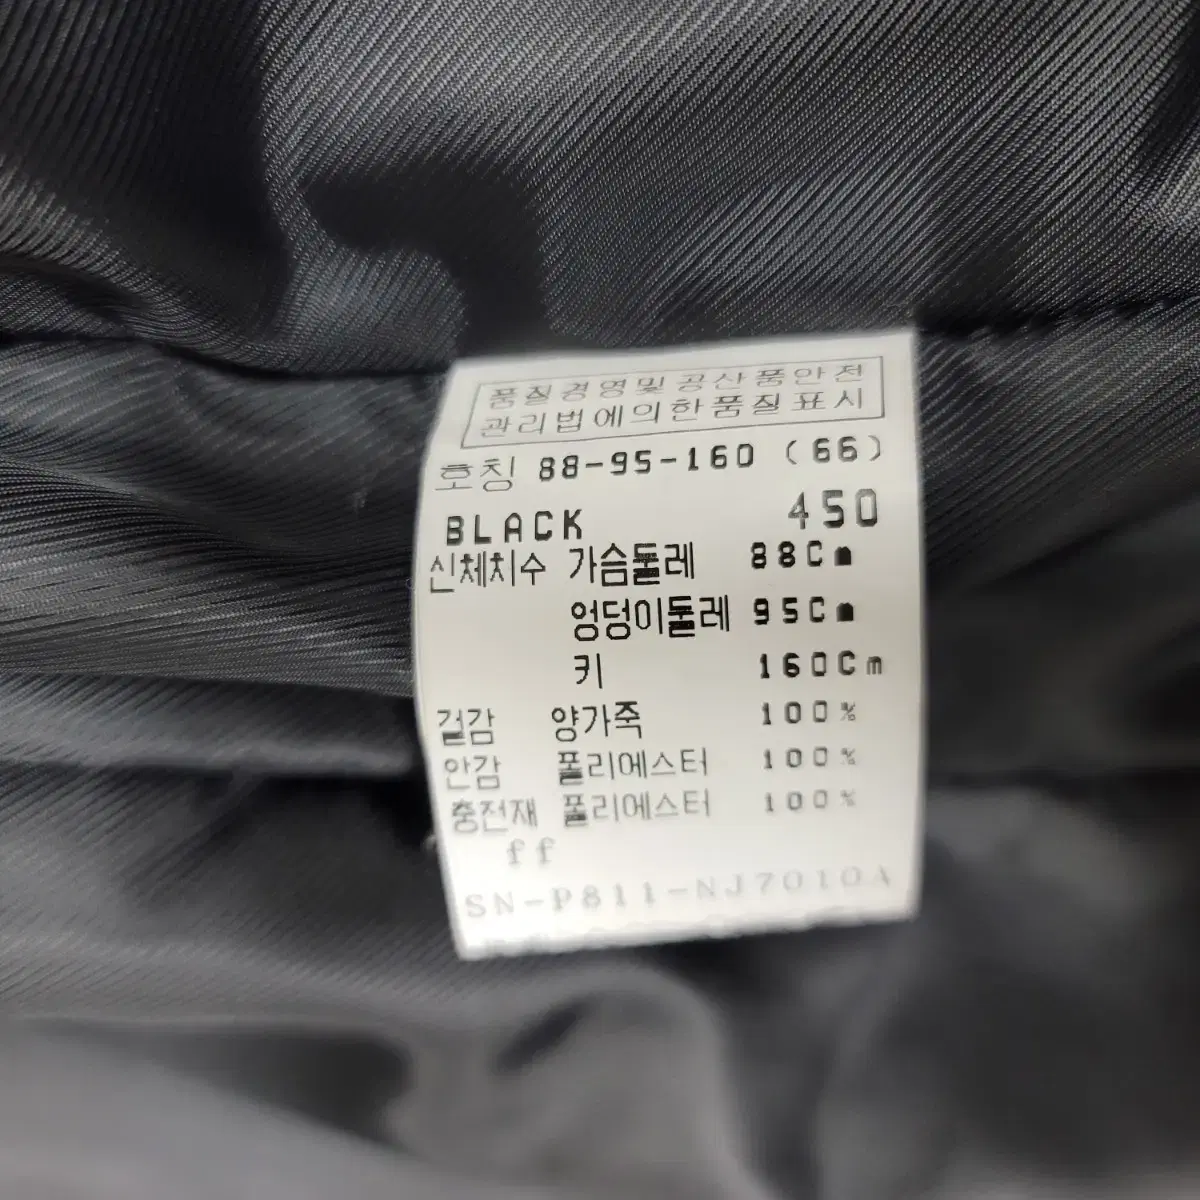 품질경영및 공산품안전
관리법에의한품질표시
호칭 88-95-160 (66)
BLACK 450
신체치수 가슴둘레 88Cm
엉덩이둘레 95Cm
키 160Cm
겉감 양가죽 100%
안감 폴리에스터 100%
충전재 폴리에스터 100%
ff
SN-P811-NJ7010A